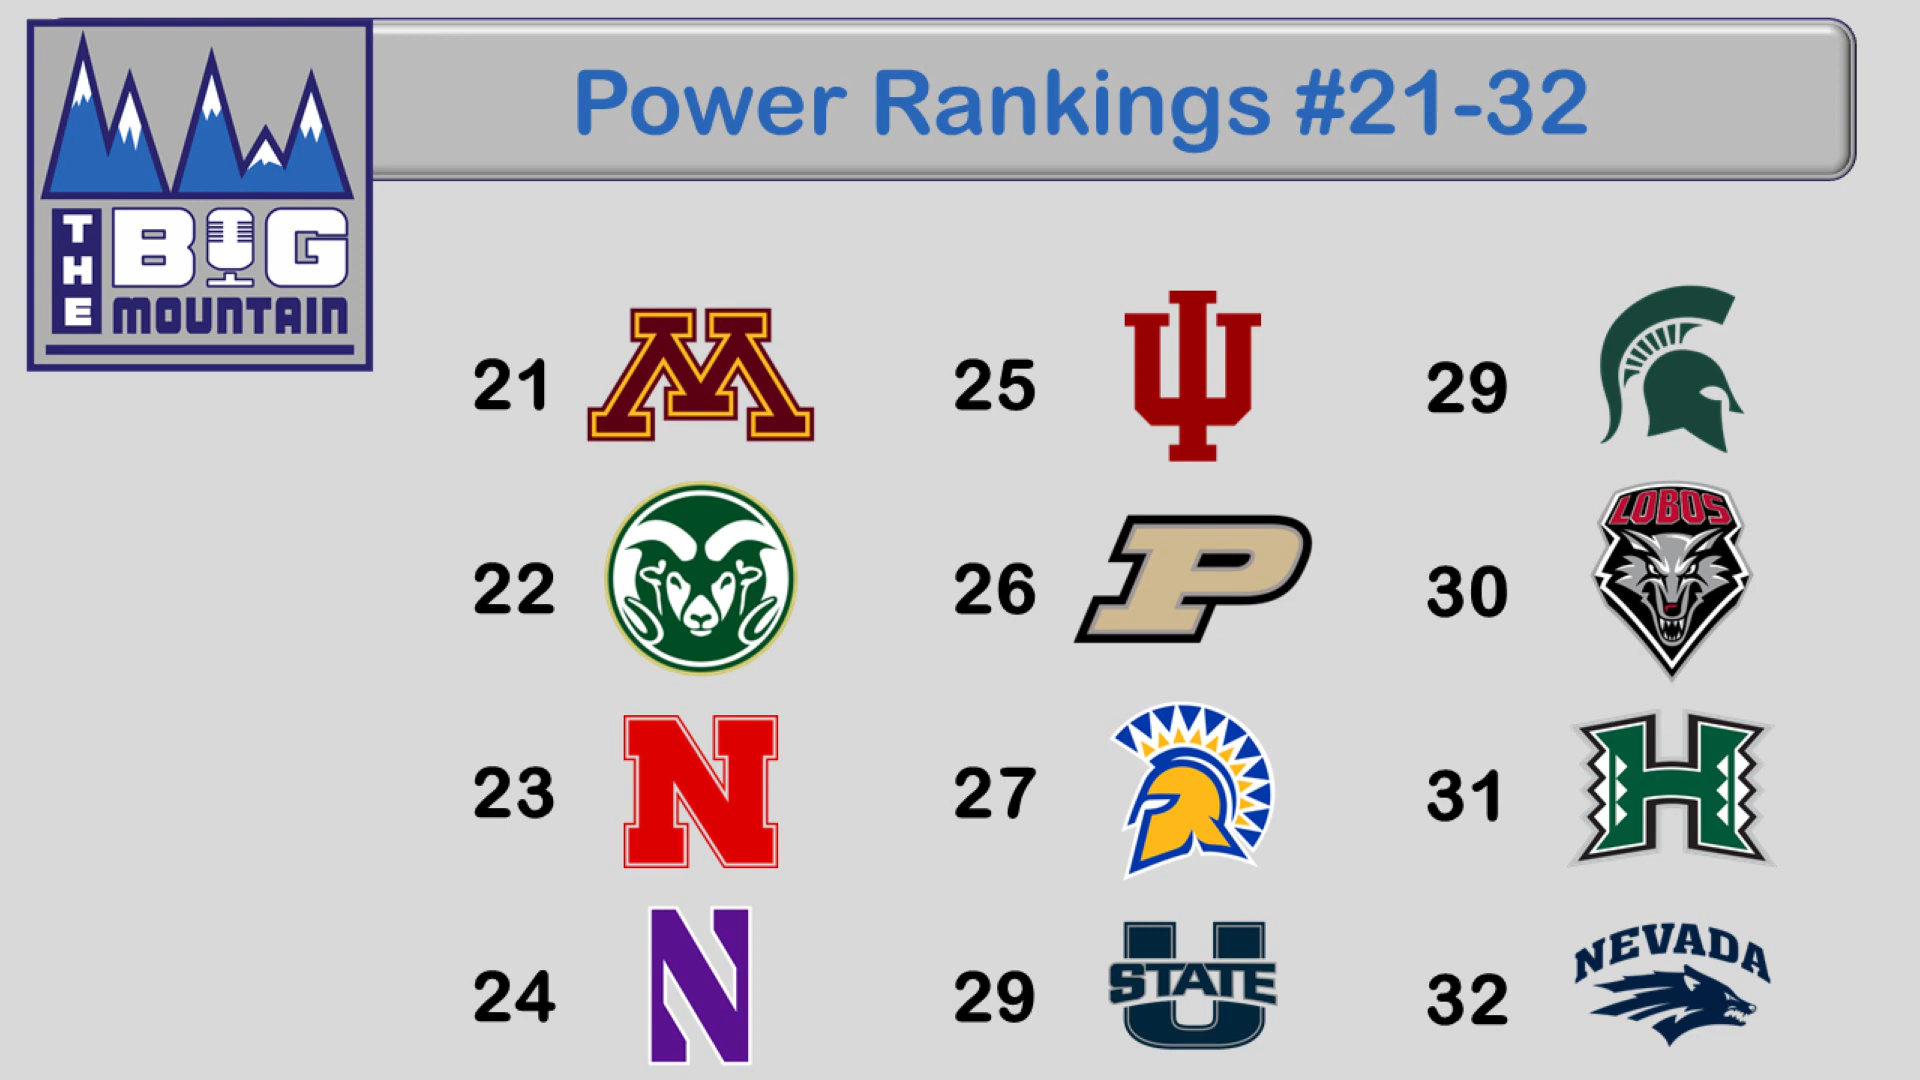 Power Rankings #21-32
THE
BIG
MOUNTAIN
21 M
22
23 N
24 N
25 IU
26 P
27
29 U
STATE
29
30 LOBOS
31 H
32 NEVADA